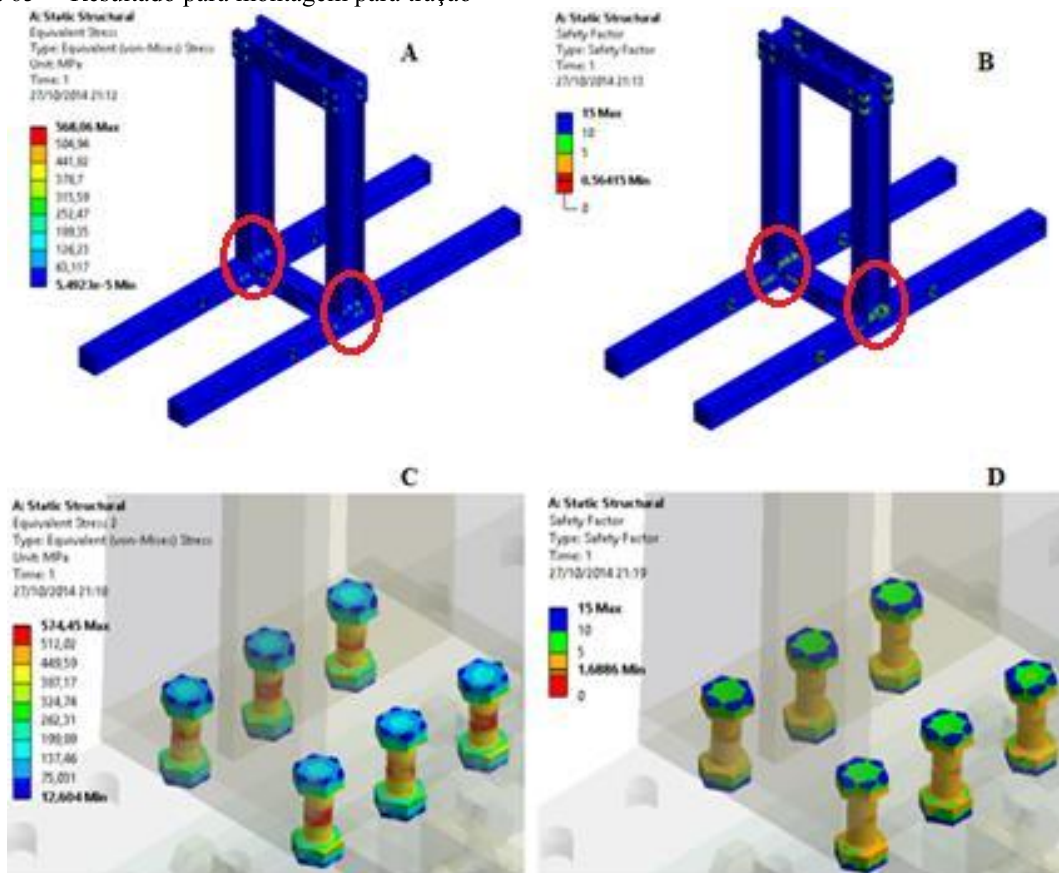 Resultado para montagem para tração
A: Static Structural
Equivalent Stress
Type: Equivalent (von-Mises) Stress
Unit: MPa
Time: 1
27/10/2014 21:12
568,06 Max
504,94
441,82
378,7
315,59
252,47
189,35
126,23
63,117
5,4923e-5 Min
A
A: Static Structural
Safety Factor
Type: Safety Factor
Time: 1
27/10/2014 21:13
15 Max
10
5
0,56415 Min
0
B
C
A: Static Structural
Equivalent Stress 2
Type: Equivalent (von-Mises) Stress
Unit: MPa
Time: 1
27/10/2014 21:18
574,45 Max
512,02
449,59
387,17
324,74
262,31
199,89
137,46
75,031
12,604 Min
D
A: Static Structural
Safety Factor
Type: Safety Factor
Time: 1
27/10/2014 21:19
15 Max
10
5
1,6886 Min
0